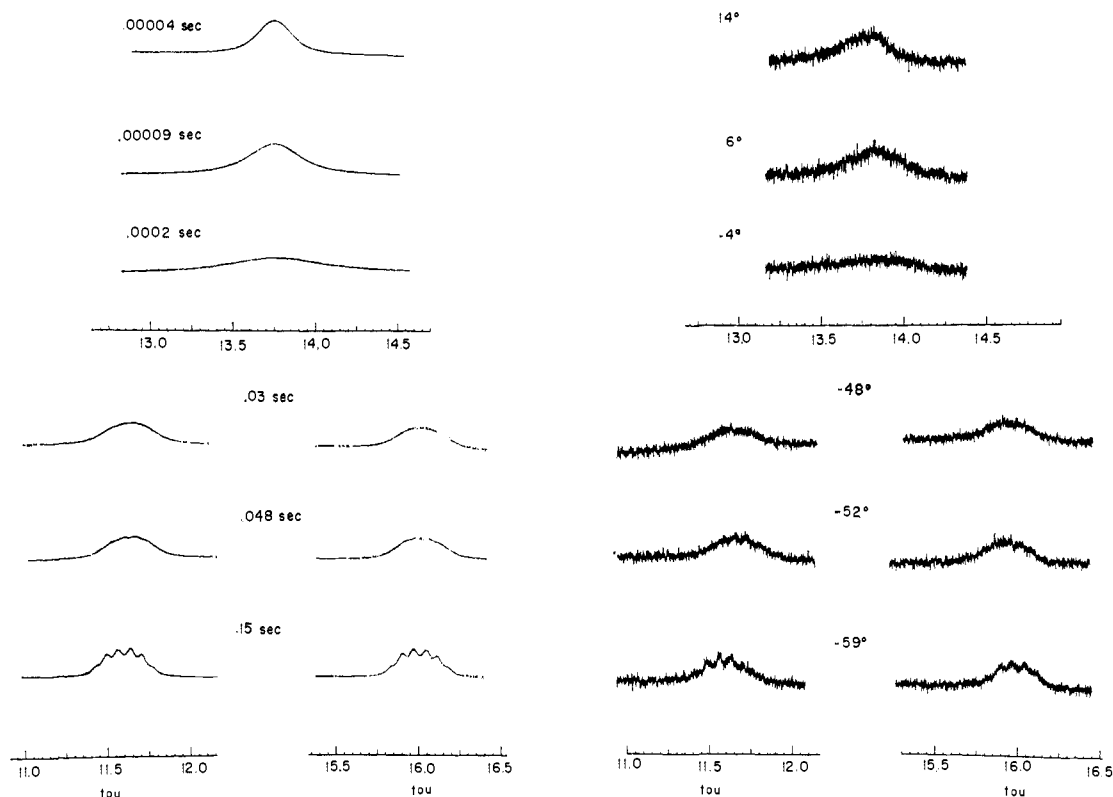 .00004 sec
14°
.00009 sec
6°
.0002 sec
-4°
13.0 13.5 14.0 14.5
13.0 13.5 14.0 14.5
.03 sec
-48°
.048 sec
-52°
.15 sec
-59°
11.0 11.5 12.0 15.5 16.0 16.5
11.0 11.5 12.0 15.5 16.0 16.5
tau tau
tau tau